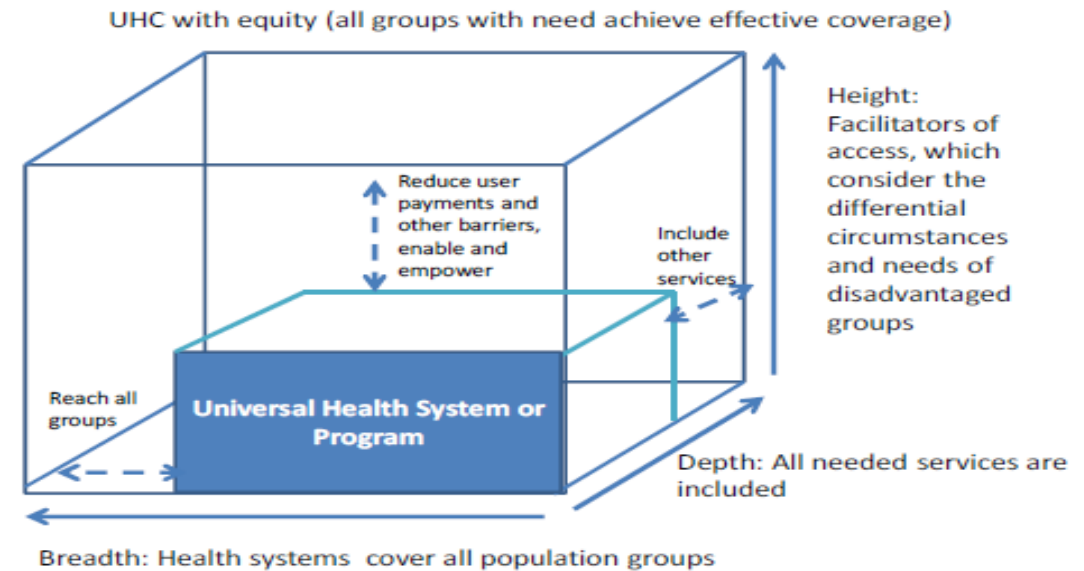 UHC with equity (all groups with need achieve effective coverage)
Height:
Facilitators of
access, which
consider the
differential
circumstances
and needs of
disadvantaged
groups
Reduce user
payments and
other barriers,
enable and
empower
Include
other
services
Reach all
groups
Universal Health System or
Program
Depth: All needed services are
included
Breadth: Health systems  cover all population groups